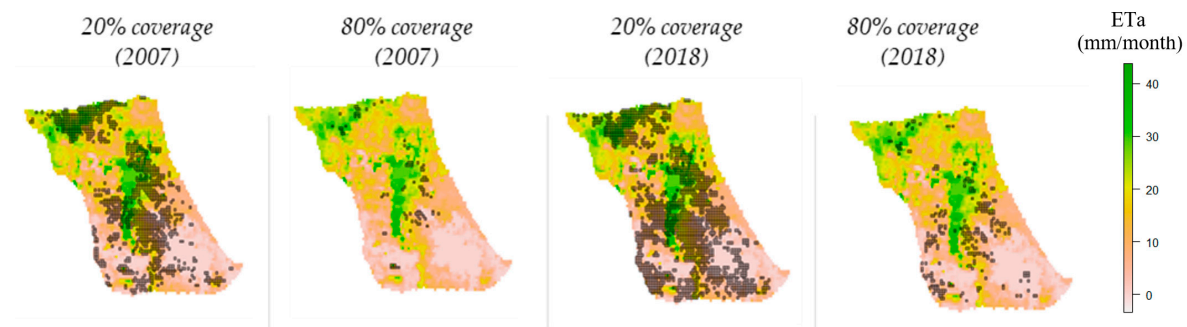 20% coverage
(2007)
80% coverage
(2007)
20% coverage
(2018)
80% coverage
(2018)
ETa
(mm/month)
40
30
20
10
0